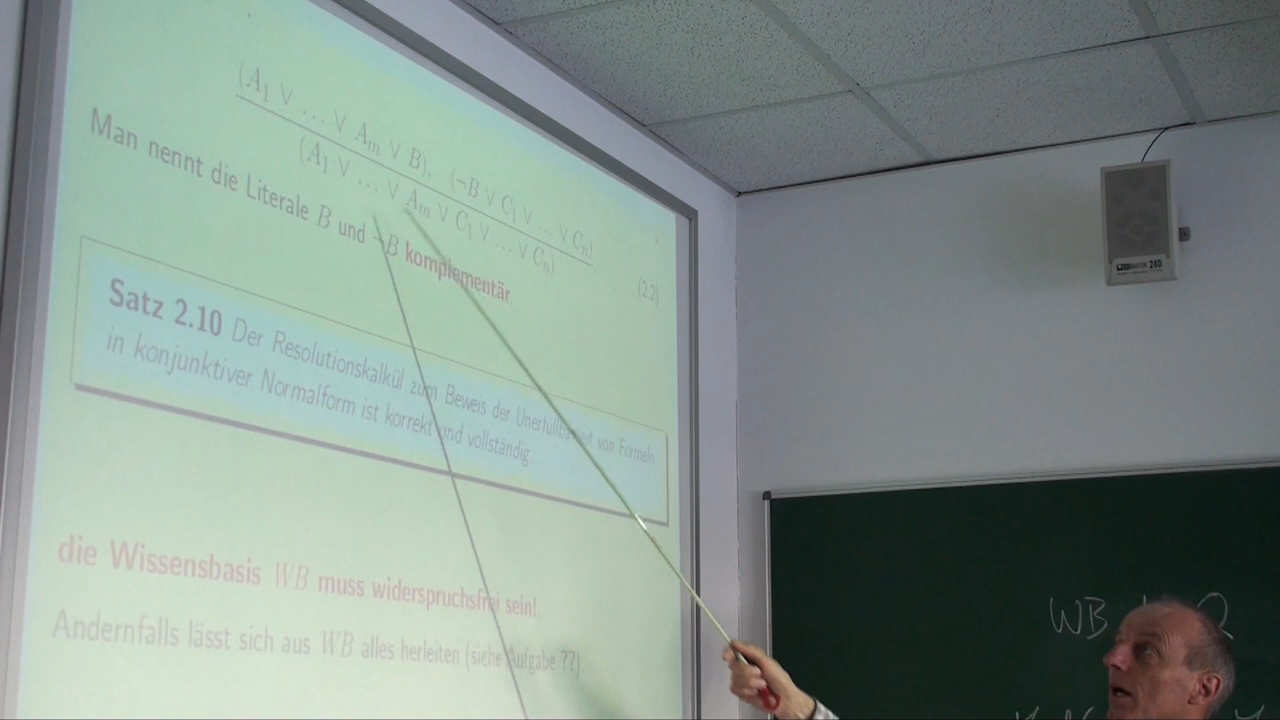 (A₁ ∨ … ∨ Aₘ ∨ B), (¬B ∨ C₁ ∨ … ∨ Cₙ)
(A₁ ∨ … ∨ Aₘ ∨ C₁ ∨ … ∨ Cₙ)
(2.2)
Man nennt die Literale B und ¬B komplementär
Satz 2.10 Der Resolutionskalkül zum Beweis der Unerfüllbarkeit von Formeln
in konjunktiver Normalform ist korrekt und vollständig.
die Wissensbasis WB muss widerspruchsfrei sein!
Andernfalls lässt sich aus WB alles herleiten (siehe Aufgabe ??)
240
WB